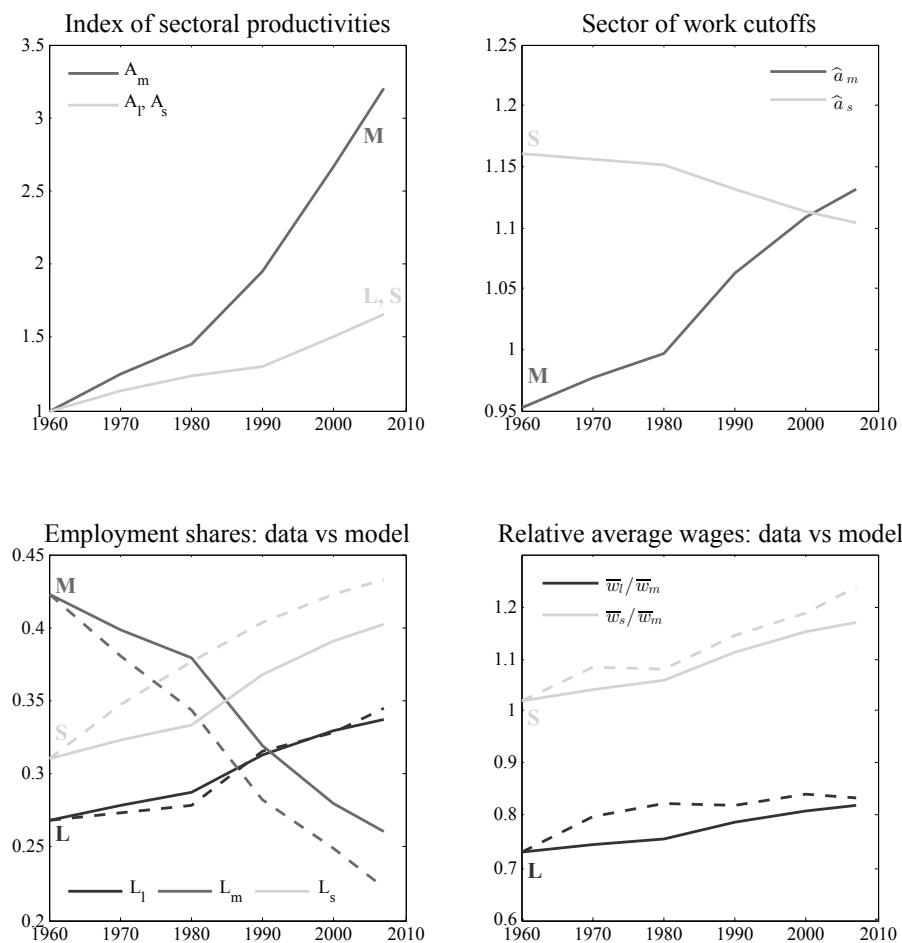 Index of sectoral productivities
3.5
3
2.5
2
1.5
1
A_m
A_l, A_s
M
L, S
1960 1970 1980 1990 2000 2010
Sector of work cutoffs
1.25
1.2
1.15
1.1
1.05
1
0.95
â_m
â_s
S
M
1960 1970 1980 1990 2000 2010
Employment shares: data vs model
0.45
0.4
0.35
0.3
0.25
0.2
M
S
L
L_l L_m L_s
1960 1970 1980 1990 2000 2010
Relative average wages: data vs model
1.2
1.1
1
0.9
0.8
0.7
0.6
w̅_l/w̅_m
w̅_s/w̅_m
S
L
1960 1970 1980 1990 2000 2010